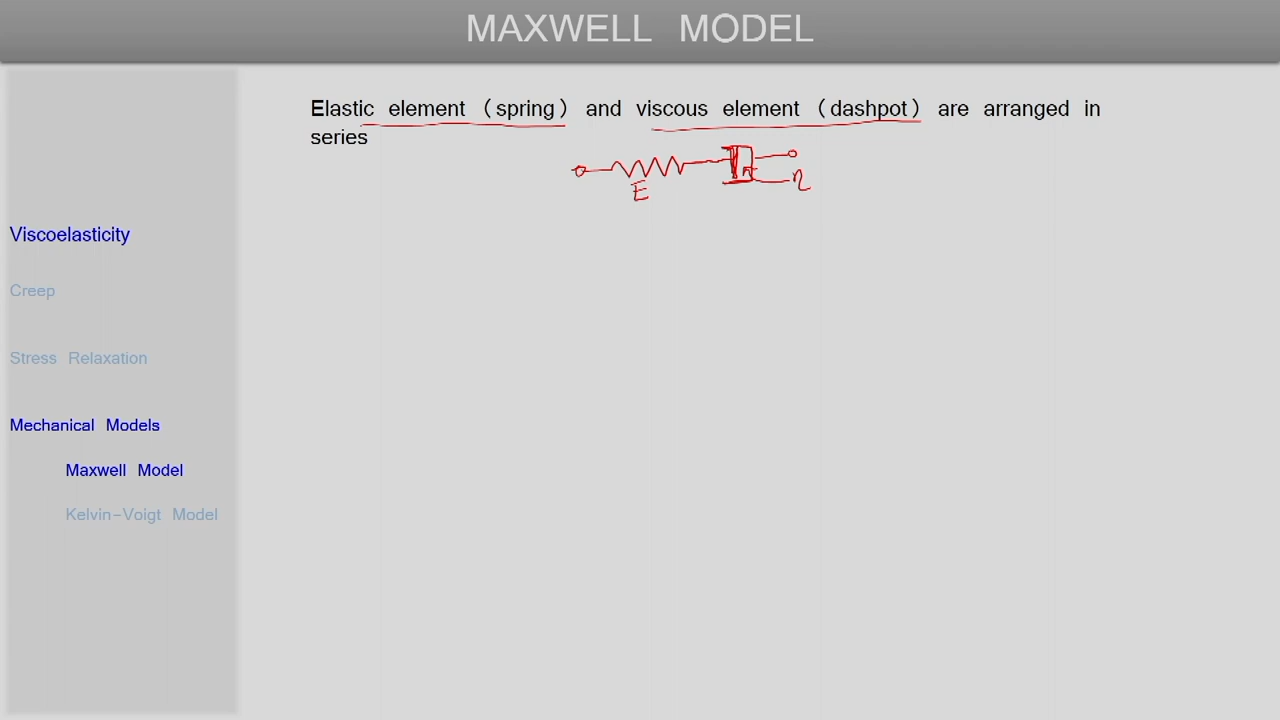 MAXWELL MODEL
Elastic element (spring) and viscous element (dashpot) are arranged in
series
E
η
Viscoelasticity
Creep
Stress Relaxation
Mechanical Models
Maxwell Model
Kelvin-Voigt Model